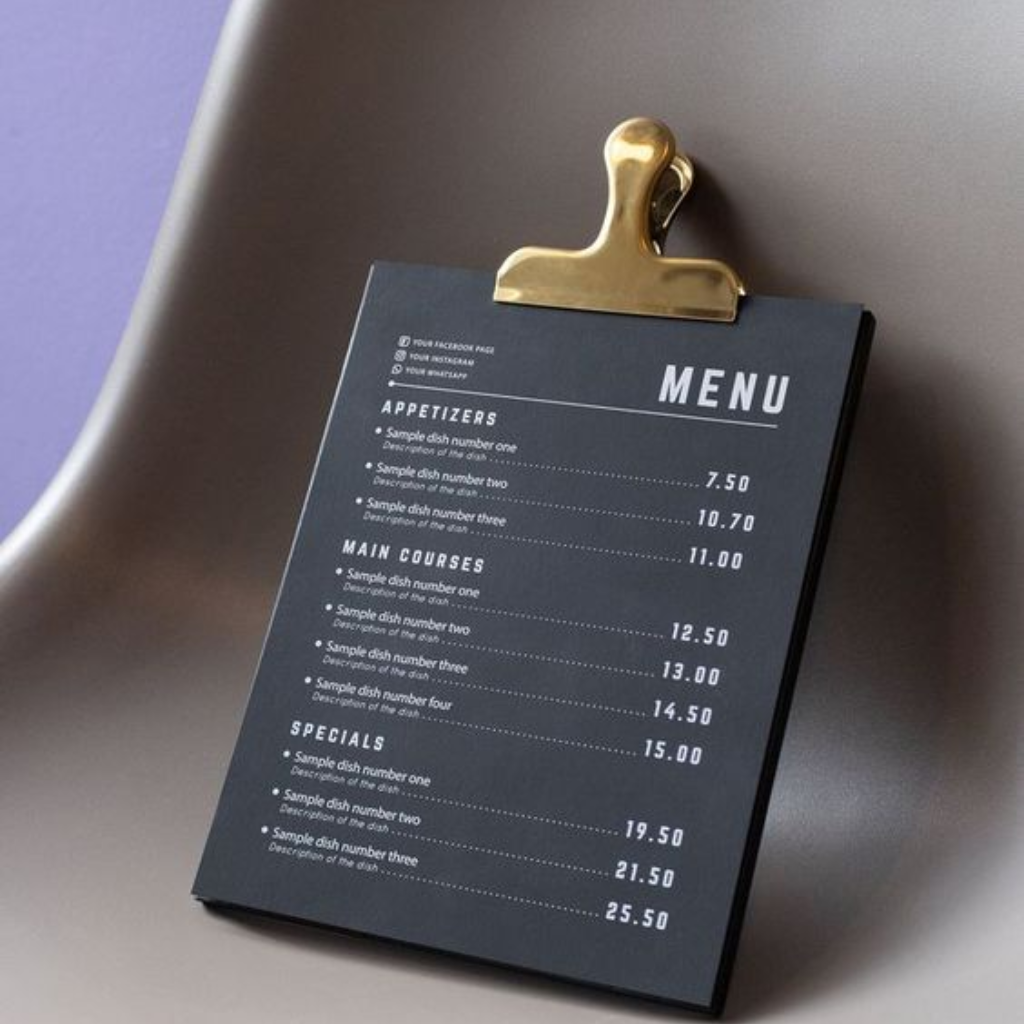 YOUR FACEBOOK PAGE
YOUR INSTAGRAM
YOUR WHATSAPP
MENU
APPETIZERS
Sample dish number one
Description of the dish 7.50
Sample dish number two
Description of the dish 10.70
Sample dish number three
Description of the dish 11.00
MAIN COURSES
Sample dish number one
Description of the dish 12.50
Sample dish number two
Description of the dish 13.00
Sample dish number three
Description of the dish 14.50
Sample dish number four
Description of the dish 15.00
SPECIALS
Sample dish number one
Description of the dish 19.50
Sample dish number two
Description of the dish 21.50
Sample dish number three
Description of the dish 25.50